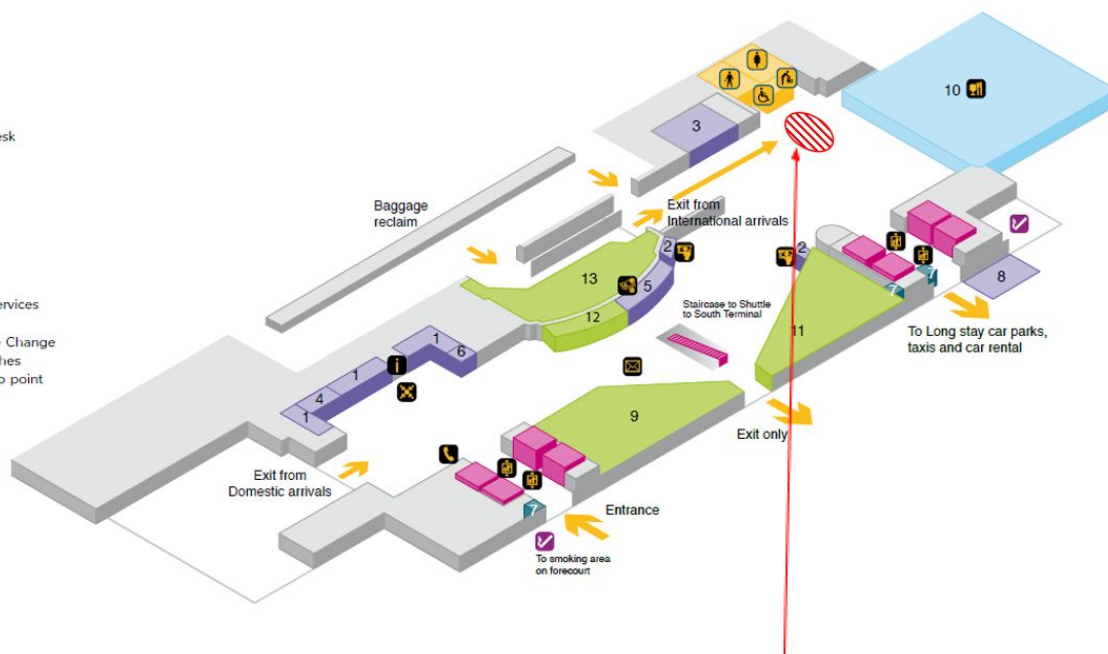 esk
ervices
Change
hes
point
10
3
Baggage
reclaim
Exit from
International arrivals
2
13
5
12
Staircase to Shuttle
to South Terminal
2
7
7
8
To Long stay car parks,
taxis and car rental
11
1
6
1
i
4
1
9
Exit only
Exit from
Domestic arrivals
7
Entrance
To smoking area
on forecourt